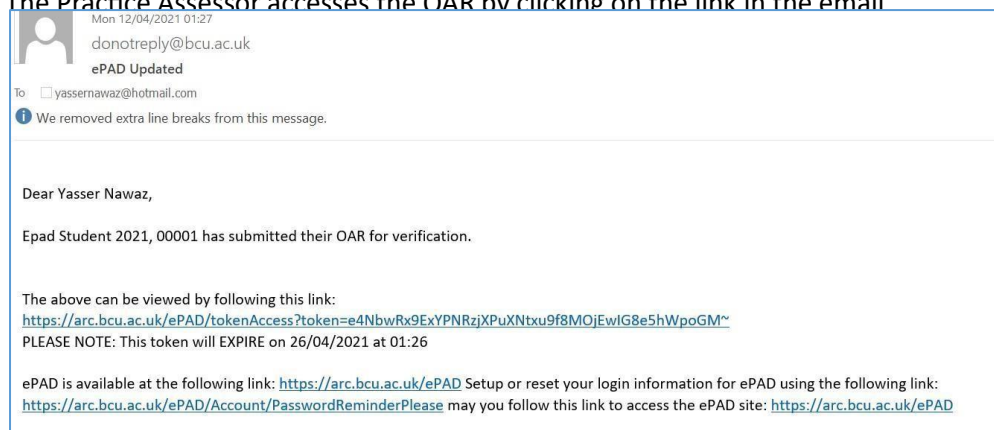 The Practice Assessor accesses the OAR by clicking on the link in the email
Mon 12/04/2021 01:27
donotreply@bcu.ac.uk
ePAD Updated
To yassernawaz@hotmail.com
We removed extra line breaks from this message.
Dear Yasser Nawaz,
Epad Student 2021, 00001 has submitted their OAR for verification.
The above can be viewed by following this link:
https://arc.bcu.ac.uk/ePAD/tokenAccess?token=e4NbwRx9ExYPNRzjXPuXNtxu9f8MOjEwIG8e5hWpoGM~
PLEASE NOTE: This token will EXPIRE on 26/04/2021 at 01:26
ePAD is available at the following link: https://arc.bcu.ac.uk/ePAD Setup or reset your login information for ePAD using the following link:
https://arc.bcu.ac.uk/ePAD/Account/PasswordReminderPlease may you follow this link to access the ePAD site: https://arc.bcu.ac.uk/ePAD